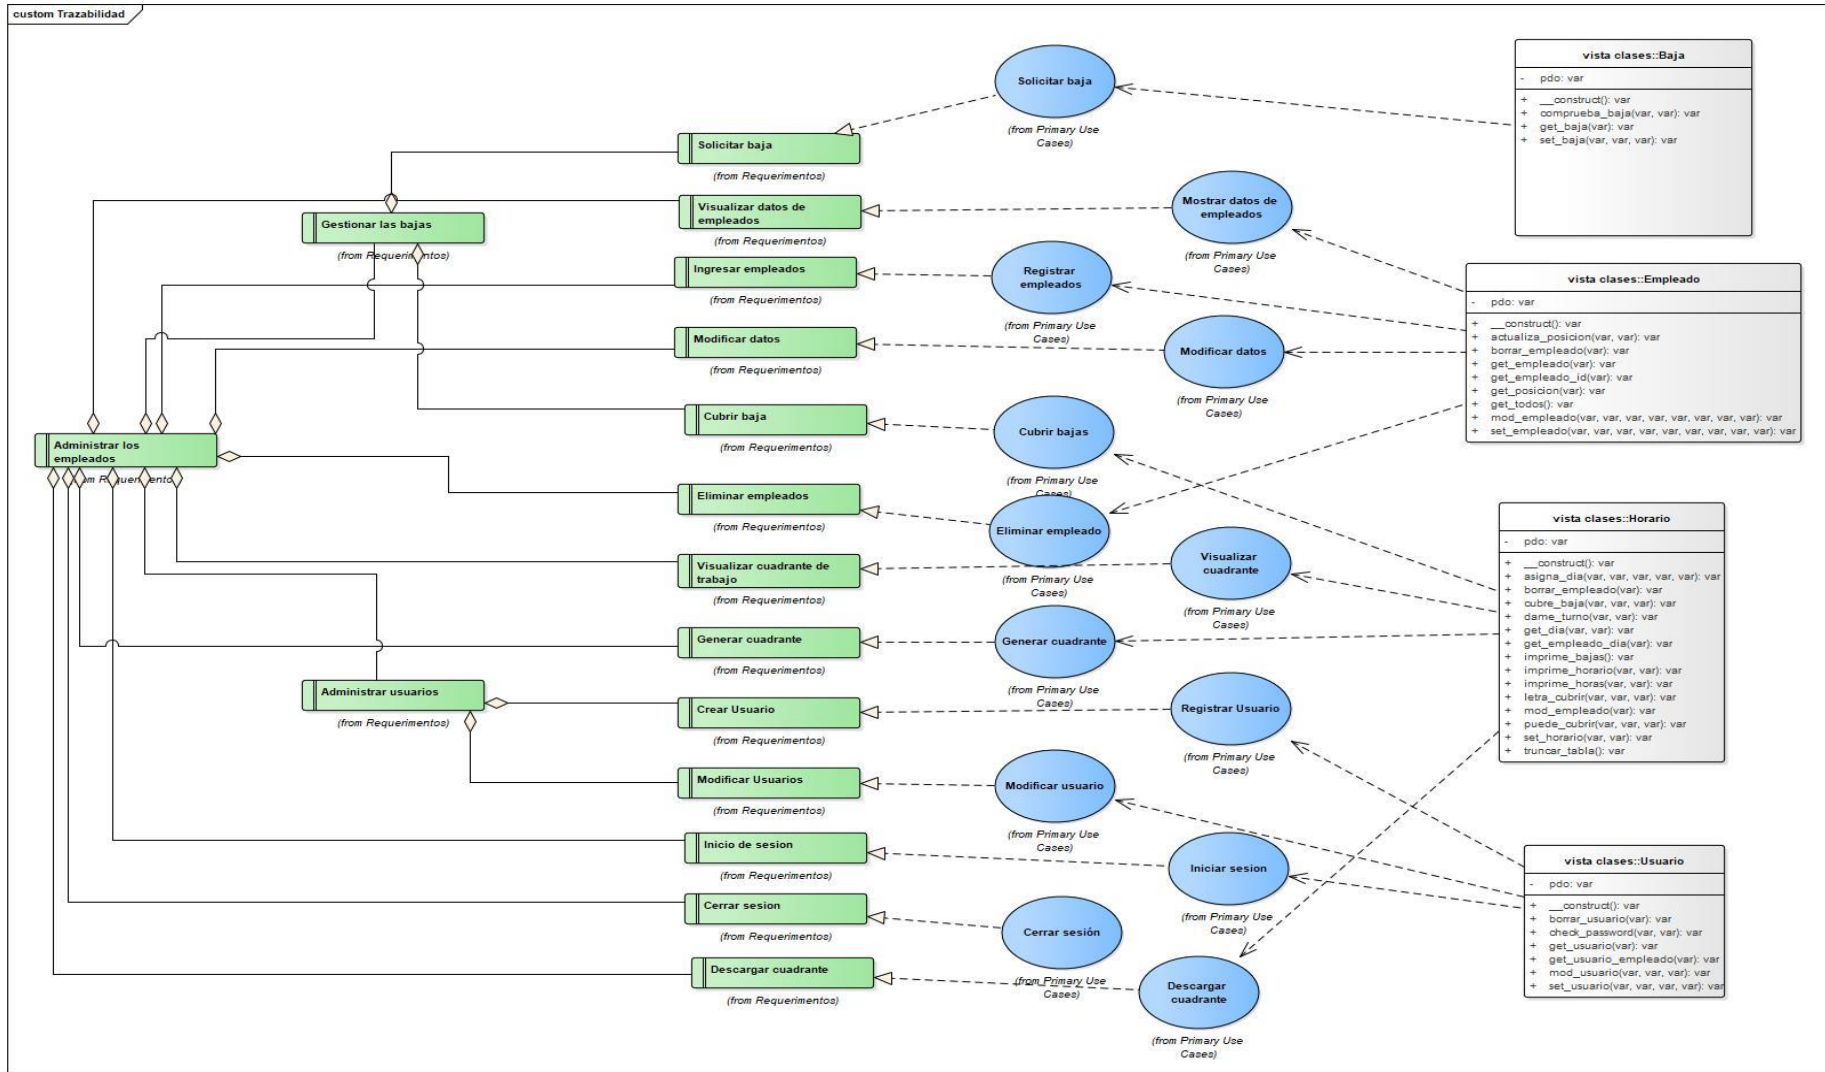 custom Trazabilidad
Solicitar baja
(from Primary Use
Cases)
vista clases::Baja
- pdo: var
+ __construct(): var
+ comprueba_baja(var, var): var
+ get_baja(var): var
+ set_baja(var, var, var): var
Solicitar baja
(from Requerimentos)
Gestionar las bajas
(from Requerimentos)
Visualizar datos de
empleados
(from Requerimentos)
Mostrar datos de
empleados
(from Primary Use
Cases)
Ingresar empleados
(from Requerimentos)
Registrar
empleados
(from Primary Use
Cases)
vista clases::Empleado
- pdo: var
+ __construct(): var
+ actualiza_posicion(var, var): var
+ borrar_empleado(var): var
+ get_empleado(var): var
+ get_empleado_id(var): var
+ get_posicion(var): var
+ get_todos(): var
+ mod_empleado(var, var, var, var, var, var, var, var): var
+ set_empleado(var, var, var, var, var, var, var, var, var): var
Modificar datos
(from Requerimentos)
Modificar datos
(from Primary Use
Cases)
Cubrir baja
(from Requerimentos)
Cubrir bajas
(from Primary Use
Cases)
Administrar los
empleados
(from Requerimentos)
Eliminar empleados
(from Requerimentos)
Eliminar empleado
(from Primary Use
Cases)
Visualizar cuadrante de
trabajo
(from Requerimentos)
Visualizar
cuadrante
(from Primary Use
Cases)
vista clases::Horario
- pdo: var
+ __construct(): var
+ asigna_dia(var, var, var, var, var): var
+ borrar_empleado(var): var
+ cubre_baja(var, var, var): var
+ dame_turno(var, var, var): var
+ get_dia(var, var): var
+ get_empleado_dia(var): var
+ imprime_bajas(): var
+ imprime_horario(var, var): var
+ imprime_horas(var, var): var
+ letra_cubrir(var, var, var): var
+ mod_empleado(var): var
+ puede_cubrir(var, var, var): var
+ set_horario(var, var): var
+ truncar_tabla(): var
Generar cuadrante
(from Requerimentos)
Generar cuadrante
(from Primary Use
Cases)
Administrar usuarios
(from Requerimentos)
Crear Usuario
(from Requerimentos)
Registrar Usuario
(from Primary Use
Cases)
Modificar Usuarios
(from Requerimentos)
Modificar usuario
(from Primary Use
Cases)
Inicio de sesion
(from Requerimentos)
Iniciar sesion
(from Primary Use
Cases)
vista clases::Usuario
- pdo: var
+ __construct(): var
+ borrar_usuario(var): var
+ check_password(var, var): var
+ get_usuario(var): var
+ get_usuario_empleado(var): var
+ mod_usuario(var, var, var): var
+ set_usuario(var, var, var, var): var
Cerrar sesion
(from Requerimentos)
Cerrar sesión
(from Primary Use
Cases)
Descargar cuadrante
(from Requerimentos)
Descargar
cuadrante
(from Primary Use
Cases)